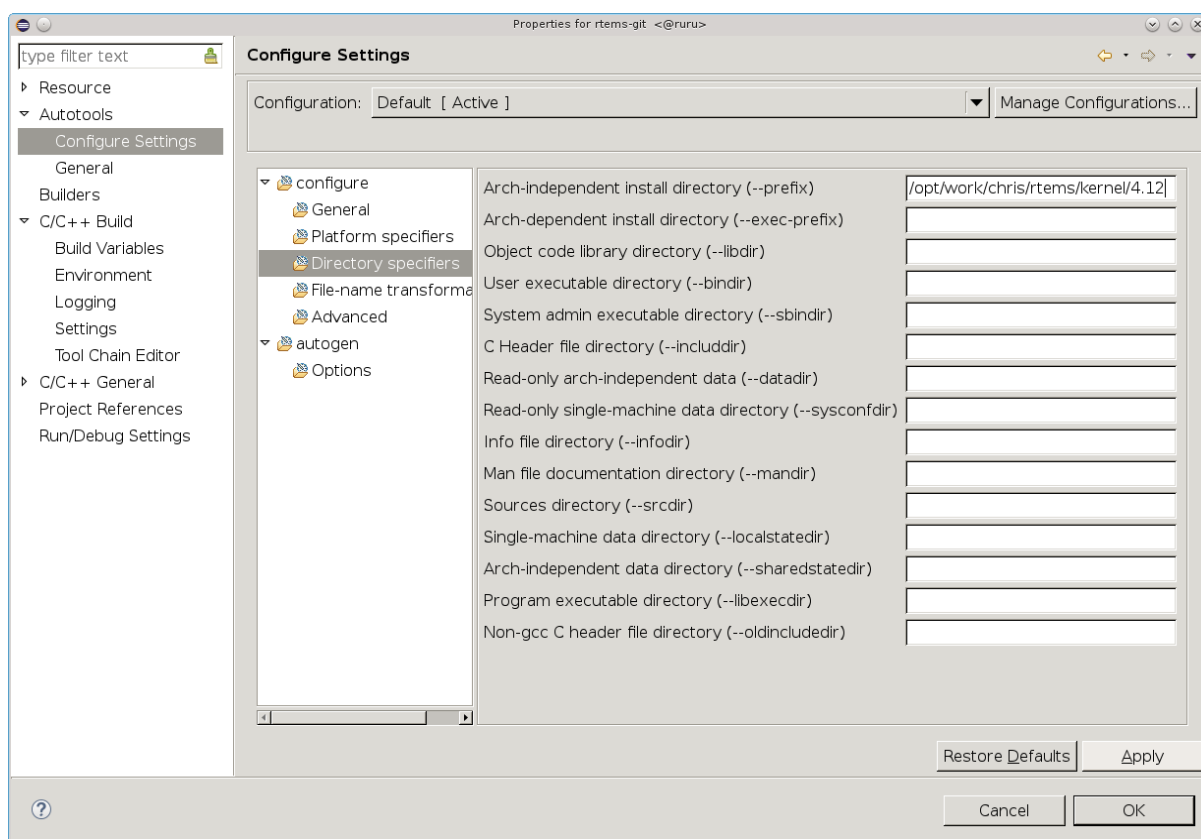 Properties for rtems-git <@ruru>
type filter text
Resource
Autotools
Configure Settings
General
Builders
C/C++ Build
Build Variables
Environment
Logging
Settings
Tool Chain Editor
C/C++ General
Project References
Run/Debug Settings
Configure Settings
Configuration: Default [ Active ] Manage Configurations...
configure
General
Platform specifiers
Directory specifiers
File-name transforma
Advanced
autogen
Options
Arch-independent install directory (--prefix) /opt/work/chris/rtems/kernel/4.12
Arch-dependent install directory (--exec-prefix)
Object code library directory (--libdir)
User executable directory (--bindir)
System admin executable directory (--sbindir)
C Header file directory (--includdir)
Read-only arch-independent data (--datadir)
Read-only single-machine data directory (--sysconfdir)
Info file directory (--infodir)
Man file documentation directory (--mandir)
Sources directory (--srcdir)
Single-machine data directory (--localstatedir)
Arch-independent data directory (--sharedstatedir)
Program executable directory (--libexecdir)
Non-gcc C header file directory (--oldincludedir)
Restore Defaults Apply
? Cancel OK